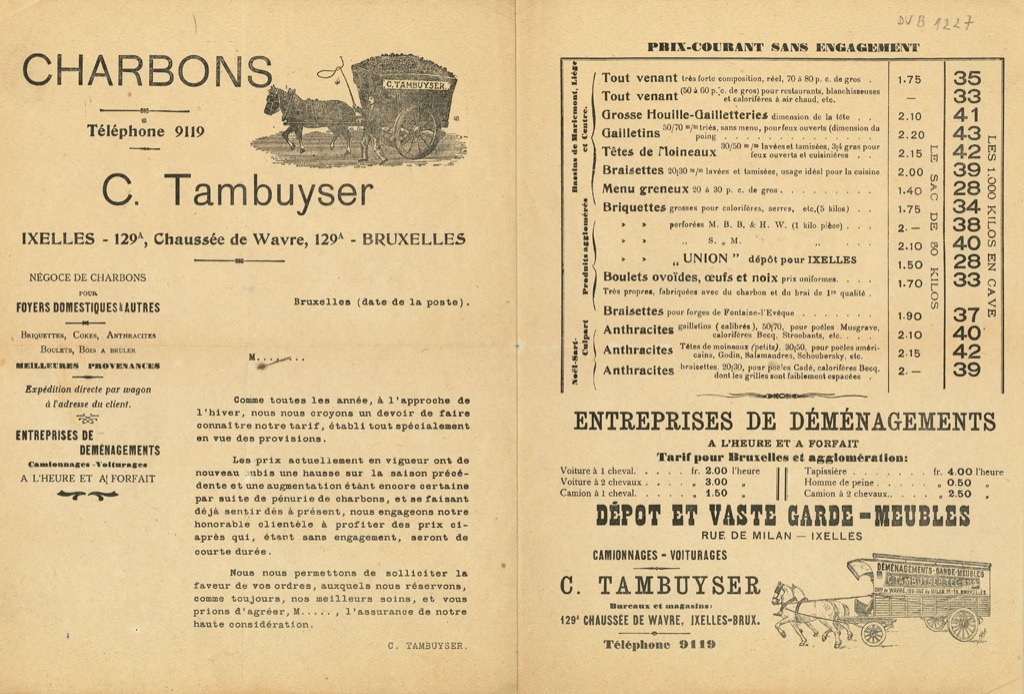 CHARBONS
C. TAMBUYSER
Téléphone 9119
C. Tambuyser
IXELLES - 129A, Chaussée de Wavre, 129A - BRUXELLES
NÉGOCE DE CHARBONS
POUR
FOYERS DOMESTIQUES & AUTRES
Briquettes, Cokes, Anthracites
Boulets, Bois a bruler
MEILLEURES PROVENANCES
Expédition directe par wagon
à l'adresse du client.
ENTREPRISES DE
DEMÉNAGEMENTS
Camionnages - Voiturages
A L'HEURE ET A FORFAIT
Bruxelles (date de la poste).
M........
Comme toutes les année, à l'approche de
l'hiver, nous nous croyons un devoir de faire
connaître notre tarif, établi tout spécialement
en vue des provisions.
Les prix actuellement en vigueur ont de
nouveau subis une hausse sur la saison précé-
dente et une augmentation étant encore certaine
par suite de pénurie de charbons, et se faisant
déjà sentir dès à présent, nous engageons notre
honorable clientèle à profiter des prix ci-
après qui, étant sans engagement, seront de
courte durée.
Nous nous permettons de solliciter la
faveur de vos ordres, auxquels nous réservons,
comme toujours, nos meilleurs soins, et vous
prions d'agréer, M....., l'assurance de notre
haute considération.
C. TAMBUYSER.
DVB 1227
PRIX-COURANT SANS ENGAGEMENT
Bassins de Mariemont, Liége
et Centre.
Tout venant très forte composition, réel, 70 à 80 p. c. de gros . 1.75 35
Tout venant (50 à 60 p. c. de gros) pour restaurants, blanchisseuses
et calorifères à air chaud, etc. — 33
Grosse Houille-Gailletteries dimension de la tête . . 2.10 41
Gailletins 50/70 m/m triés, sans menu, pour feux ouverts (dimension du
poing . . . 2.20 43
Têtes de Moineaux 30/50 m/m lavées et tamisées, 3/4 gras pour
feux ouverts et cuisinières . . 2.15 42
Braisettes 20/30 m/m lavées et tamisées, usage idéal pour la cuisine 2.00 39
Menu greneux 20 à 30 p. c. de gros . . . 1.40 28
Produits agglomérés
Briquettes grosses pour calorifères, serres, etc. (5 kilos) . . 1.75 34
» » perforées M. B. B. & H. W. (1 kilo pièce) . . 2.— 38
» » „ S. „ M. „ . . 2.10 40
» » „ UNION " dépôt pour IXELLES 1.50 28
Boulets ovoïdes, œufs et noix prix uniformes. . . 1.70 33
Très propres, fabriquées avec du charbon et du brai de 1re qualité .
Noël-Sart-
Culpart
Braisettes pour forges de Fontaine-l'Evêque . . . 1.90 37
Anthracites gailletins (calibrés), 50/70, pour poêles Musgrave,
calorifères Becq, Stroobants, etc. . . . 2.10 40
Anthracites Têtes de moineaux (petits), 30/50, pour poêles améri-
cains, Godin, Salamandres, Schoubersky, etc. 2.15 42
Anthracites braisettes, 20/30, pour poêles Cadé, calorifères Becq,
dont les grilles sont faiblement espacées . 2.— 39
LE SAC DE 50 KILOS
LES 1.000 KILOS EN CAVE
ENTREPRISES DE DÉMÉNAGEMENTS
A L'HEURE ET A FORFAIT
Tarif pour Bruxelles et agglomération:
Voiture à 1 cheval. . . . . fr. 2.00 l'heure
Voiture à 2 chevaux. . . . „ 3.00 „
Camion à 1 cheval. . . . . „ 1.50 „
Tapissière . . . . . fr. 4.00 l'heure
Homme de peine . . . . „ 0.50 „
Camion à 2 chevaux. . . „ 2.50 „
DÉPOT ET VASTE GARDE-MEUBLES
RUE DE MILAN — IXELLES
CAMIONNAGES - VOITURAGES
C. TAMBUYSER
Bureaux et magasins:
129A CHAUSSÉE DE WAVRE, IXELLES-BRUX.
Téléphone 9119
DÉMÉNAGEMENTS-GARDE-MEUBLES
C. TAMBUYSER